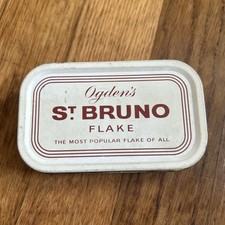 Ogden's
ST. BRUNO
FLAKE
THE MOST POPULAR FLAKE OF ALL